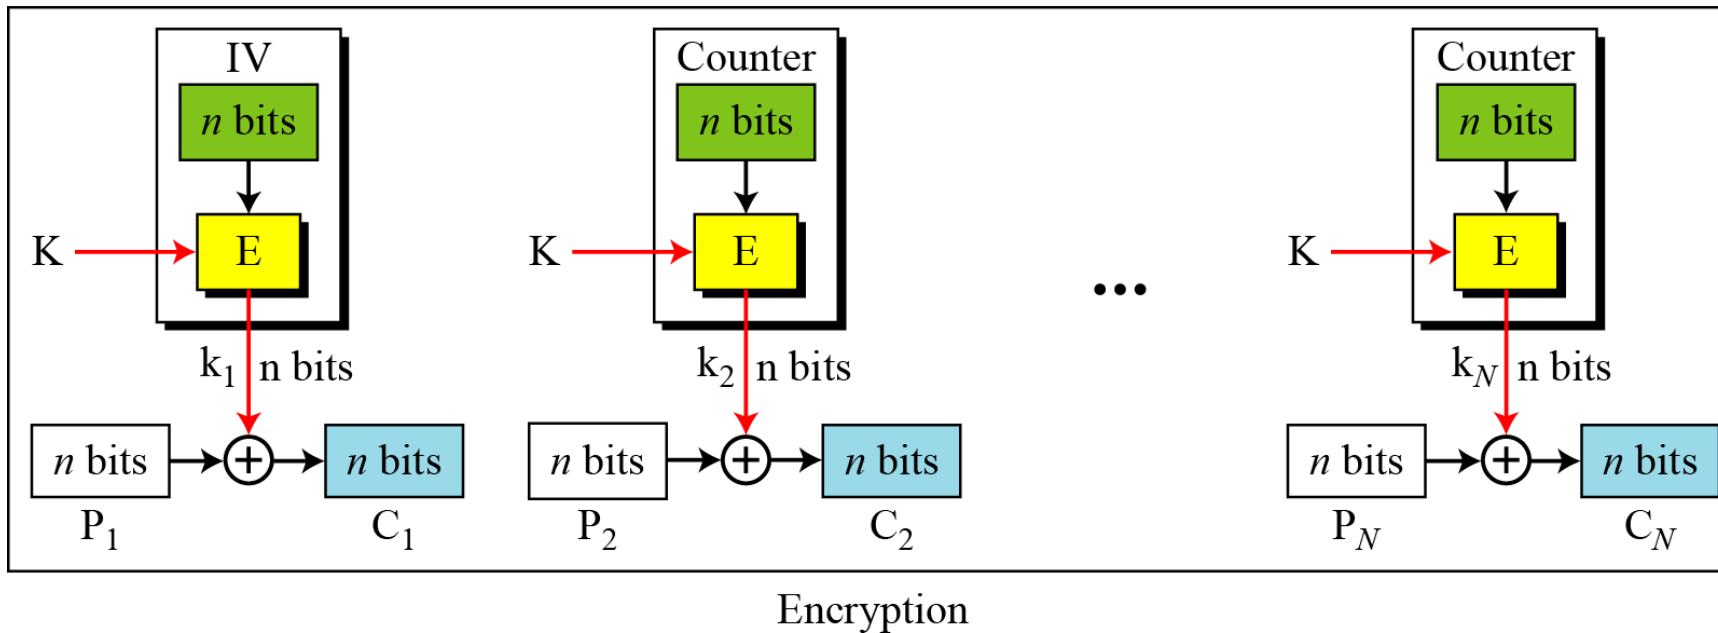 IV Counter Counter
n bits n bits n bits
K E K E ... K E
k1 n bits k2 n bits kN n bits
n bits + n bits n bits + n bits n bits + n bits
P1 C1 P2 C2 PN CN
Encryption